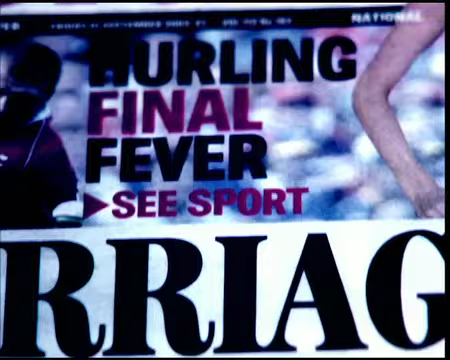 NATIONAL
HURLING
FINAL
FEVER
SEE SPORT
RRIAG